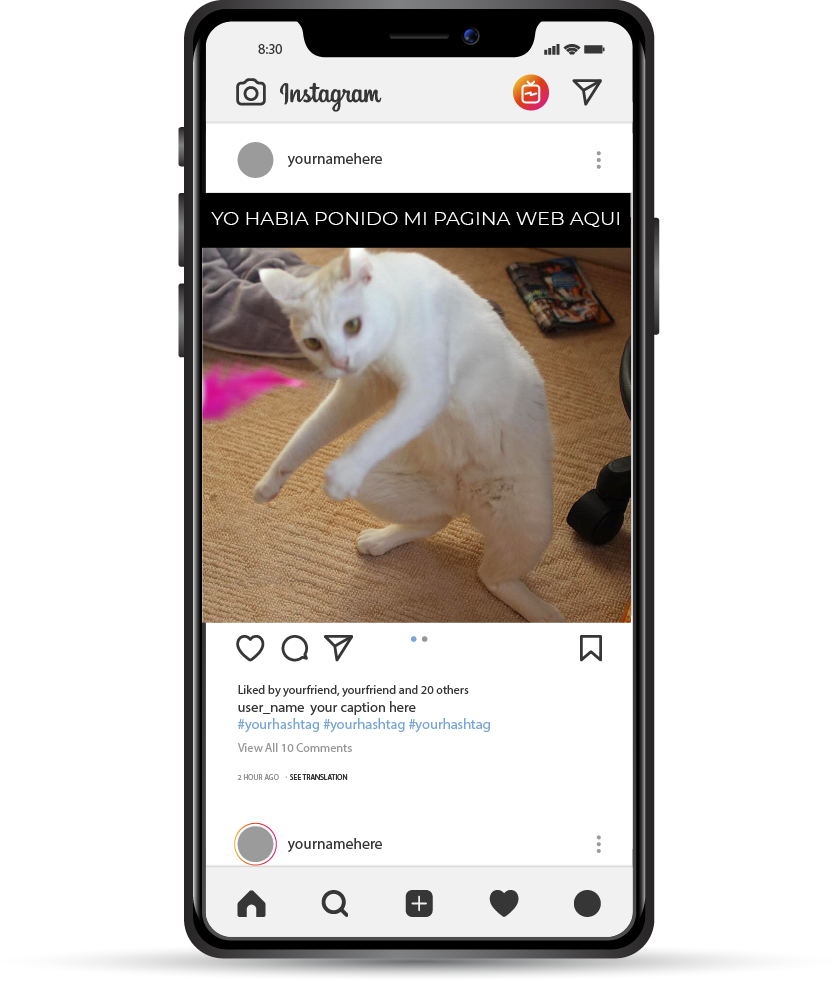 8:30
Instagram
yournamehere
YO HABIA PONIDO MI PAGINA WEB AQUI
Liked by yourfriend, yourfriend and 20 others
user_name your caption here
#yourhashtag #yourhashtag #yourhashtag
View All 10 Comments
2 HOUR AGO · SEE TRANSLATION
yournamehere